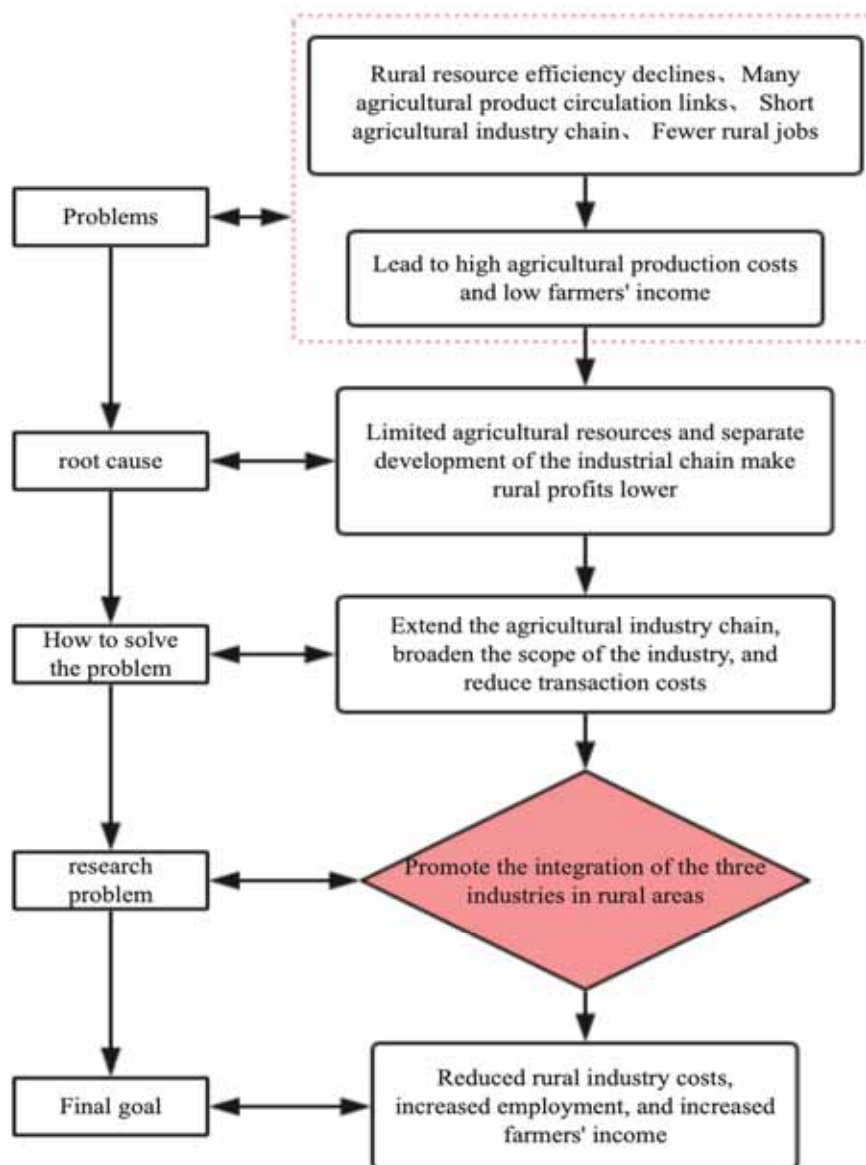 Rural resource efficiency declines、Many
agricultural product circulation links、 Short
agricultural industry chain、 Fewer rural jobs
Problems
Lead to high agricultural production costs
and low farmers' income
root cause
Limited agricultural resources and separate
development of the industrial chain make
rural profits lower
How to solve
the problem
Extend the agricultural industry chain,
broaden the scope of the industry, and
reduce transaction costs
research
problem
Promote the integration of the three
industries in rural areas
Final goal
Reduced rural industry costs,
increased employment, and increased
farmers' income